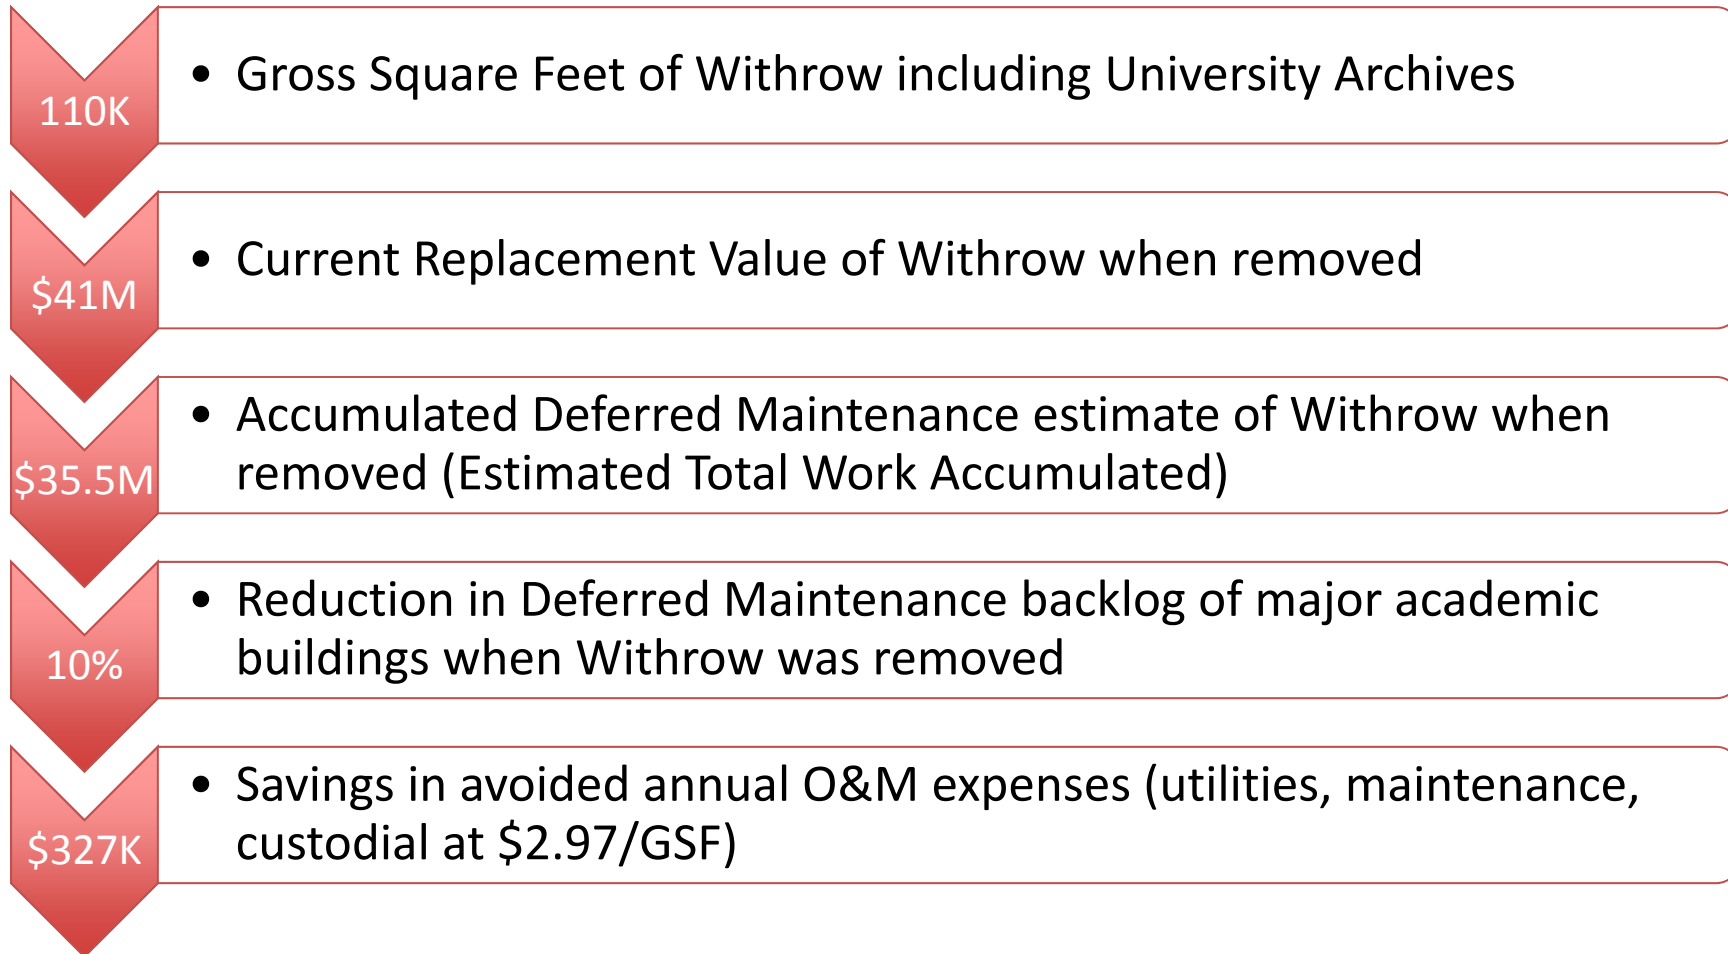 110K
• Gross Square Feet of Withrow including University Archives
$41M
• Current Replacement Value of Withrow when removed
$35.5M
• Accumulated Deferred Maintenance estimate of Withrow when
removed (Estimated Total Work Accumulated)
10%
• Reduction in Deferred Maintenance backlog of major academic
buildings when Withrow was removed
$327K
• Savings in avoided annual O&M expenses (utilities, maintenance,
custodial at $2.97/GSF)